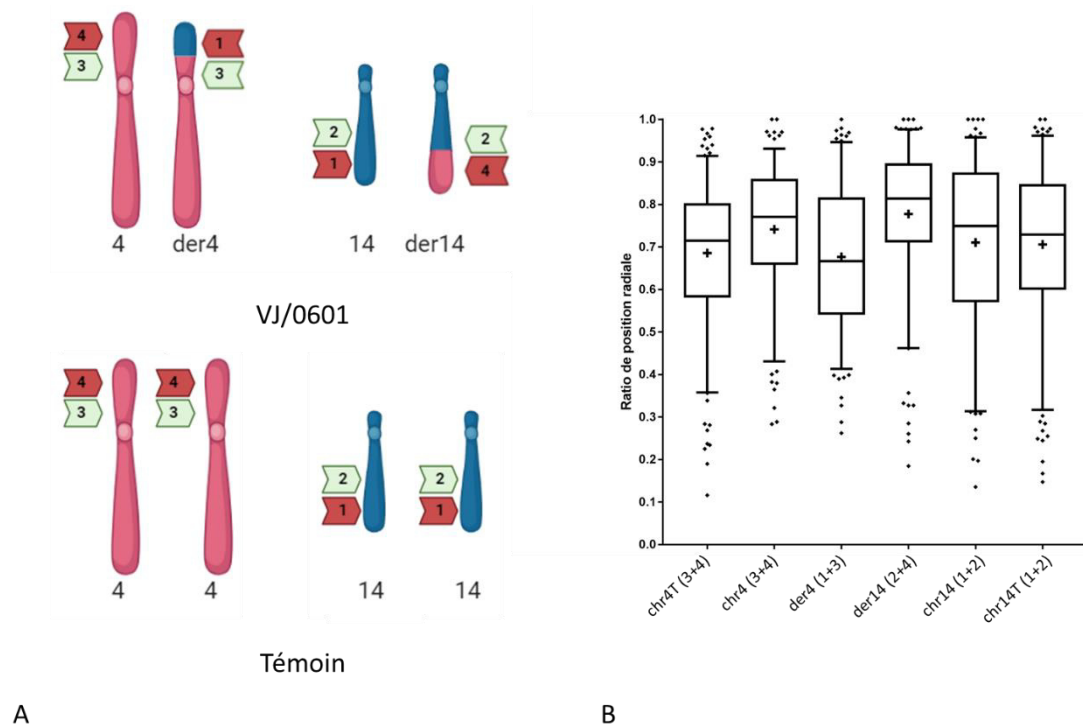 4
3
1
3
2
1
2
4
4
der4
14
der14
VJ/0601
4
3
4
3
2
1
2
1
4
4
14
14
Témoin
A
Ratio de position radiale
1.0
0.9
0.8
0.7
0.6
0.5
0.4
0.3
0.2
0.1
0.0
chr4T (3+4)
chr4 (3+4)
der4 (1+3)
der14 (2+4)
chr14 (1+2)
chr14T (1+2)
B